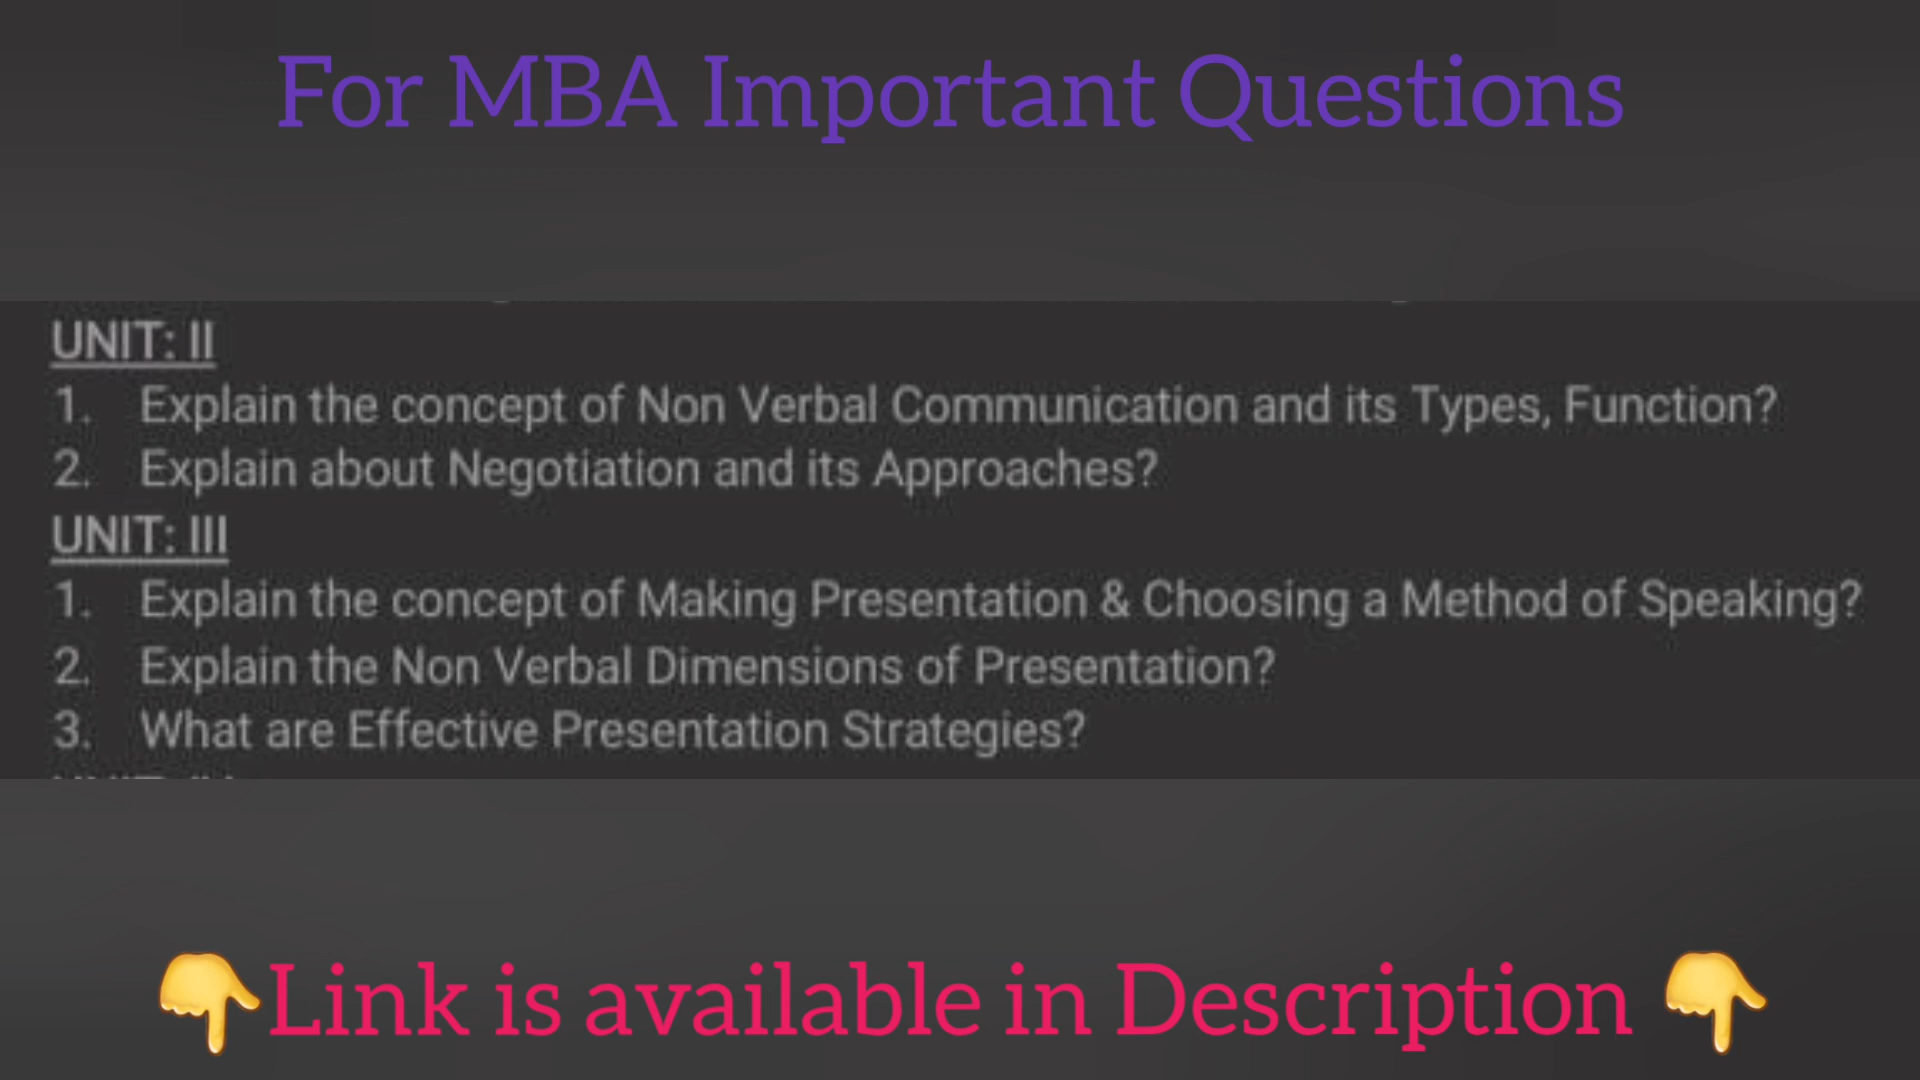 For MBA Important Questions
UNIT: II
1. Explain the concept of Non Verbal Communication and its Types, Function?
2. Explain about Negotiation and its Approaches?
UNIT: III
1. Explain the concept of Making Presentation & Choosing a Method of Speaking?
2. Explain the Non Verbal Dimensions of Presentation?
3. What are Effective Presentation Strategies?
👇Link is available in Description 👇